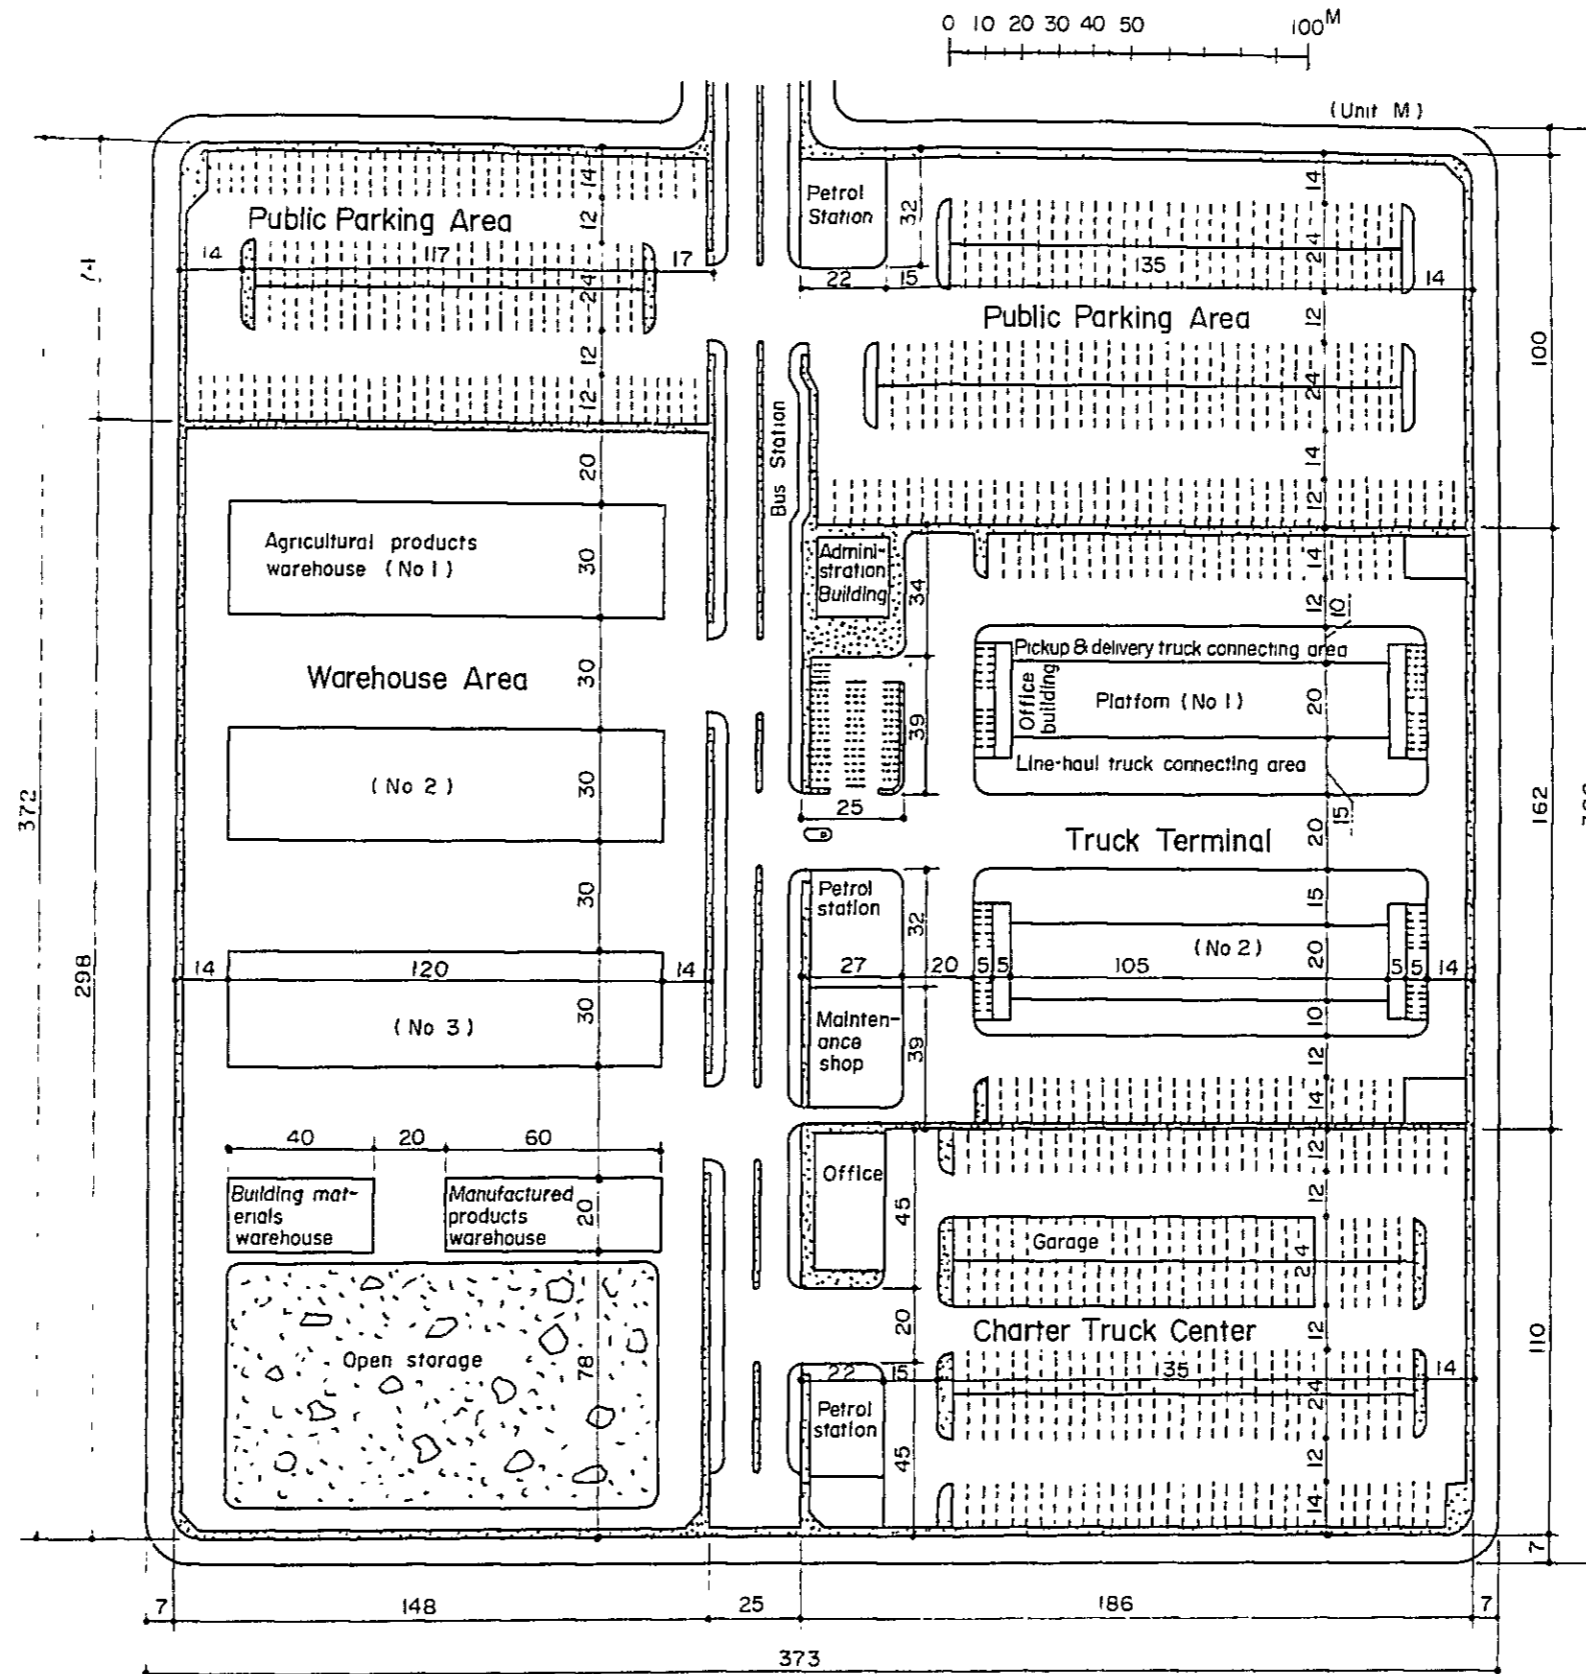 0 10 20 30 40 50 100M
(Unit M)
Public Parking Area
14 117 17
14
12
24
12
12
74
372
298
Petrol
Station
32
22 15
135
14
Public Parking Area
14
24
12
24
14
12
100
Bus Station
20
Agricultural products
warehouse (No 1)
30
Warehouse Area
30
(No 2)
30
30
14 120 14
(No 3)
30
40 20 60
Building mat-
erials
warehouse
Manufactured
products
warehouse
20
Open storage
78
Admini-
stration
Building
34
39
25
14
12
10
Pickup & delivery truck connecting area
Office
building
Platfom (No 1)
20
Line-haul truck connecting area
15
Truck Terminal
20
162
Petrol
station
32
15
(No 2)
20
27 20 5 5 105 5 5 14
Mainten-
ance
shop
39
10
12
14
Office
45
12
12
Garage
24
20
Charter Truck Center
12
110
22 15 135 14
24
Petrol
station
45
12
14
7
7 148 25 186 7
373